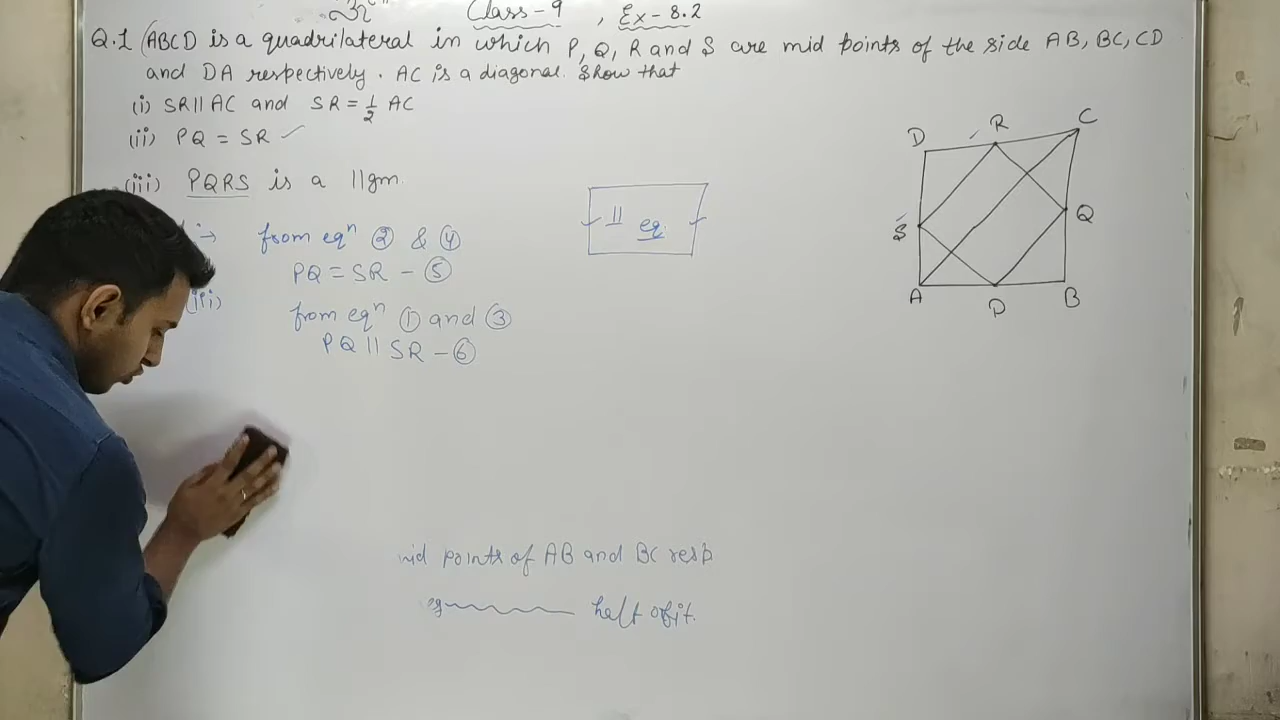 Class-9, Ex-8.2
Q.1 (ABCD is a quadrilateral in which P, Q, R and S are mid points of the side AB, BC, CD
and DA respectively. AC is a diagonal. Show that
(i) SR || AC and SR = 1/2 AC
(ii) PQ = SR ✓
(iii) PQRS is a ||gm.
from eqⁿ ② & ④
PQ = SR - ⑤
(iii) from eqⁿ ① and ③
PQ || SR - ⑥
|| eq
D R C
S Q
A P B
mid points of AB and BC resp
half of it.